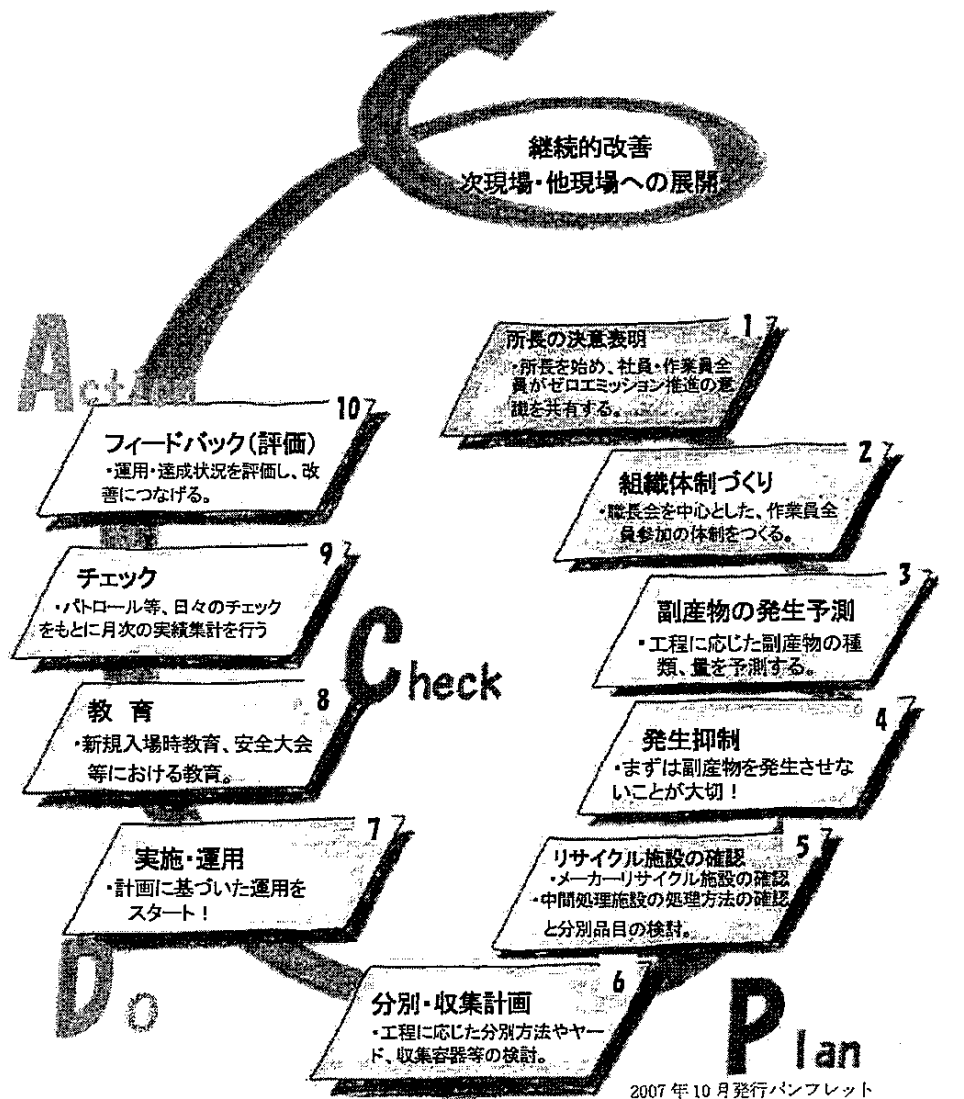 継続的改善
次現場・他現場への展開
1
所長の決意表明
・所長を始め、社員・作業員全
員がゼロエミッション推進の意
識を共有する。
2
組織体制づくり
・職長会を中心とした、作業員全
員参加の体制をつくる。
3
副産物の発生予測
・工程に応じた副産物の種
類、量を予測する。
4
発生抑制
・まずは副産物を発生させな
いことが大切！
5
リサイクル施設の確認
・メーカーリサイクル施設の確認
・中間処理施設の処理方法の確認
と分別品目の検討。
6
分別・収集計画
・工程に応じた分別方法やヤー
ド、収集容器等の検討。
Plan
7
実施・運用
・計画に基づいた運用を
スタート！
Do
8
教 育
・新規入場時教育、安全大会
等における教育。
9
チェック
・パトロール等、日々のチェック
をもとに月次の実績集計を行う
Check
10
フィードバック（評価）
・運用・達成状況を評価し、改
善につなげる。
Action
2007年10月発行パンフレット